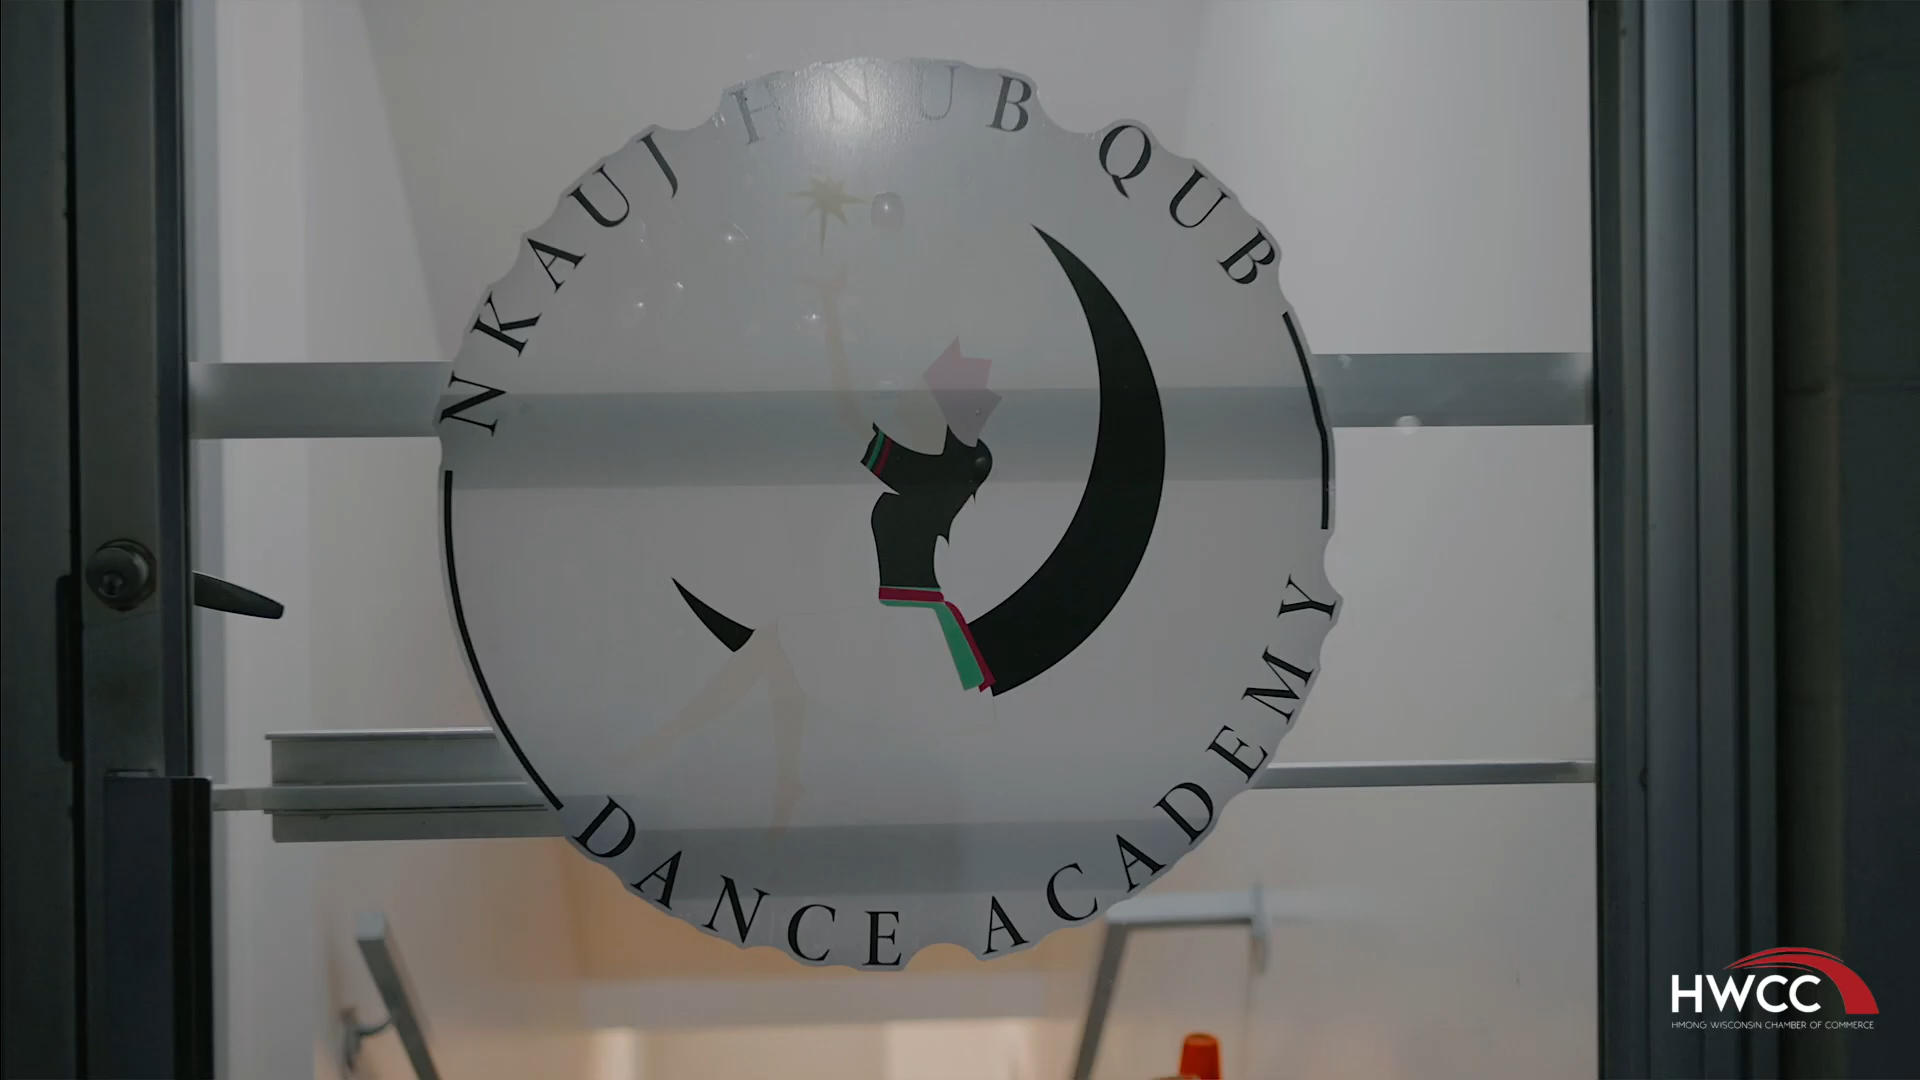 NKAUJ HNUB QUB
DANCE ACADEMY
HWCC
HMONG WISCONSIN CHAMBER OF COMMERCE